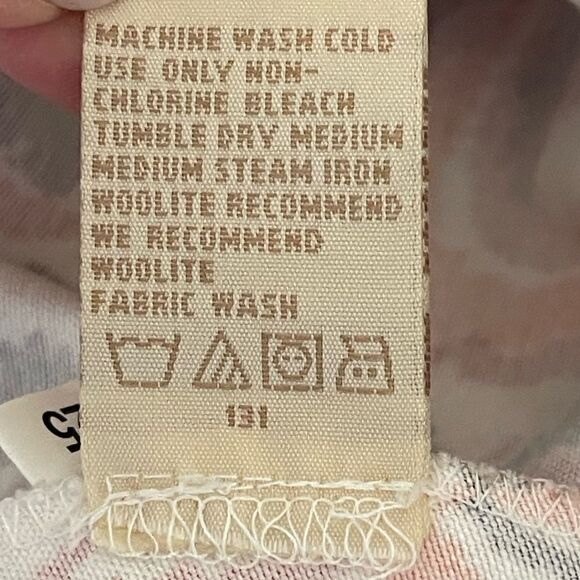 MACHINE WASH COLD
USE ONLY NON-
CHLORINE BLEACH
TUMBLE DRY MEDIUM
MEDIUM STEAM IRON
WOOLITE RECOMMEND
WE RECOMMEND
WOOLITE
FABRIC WASH
131